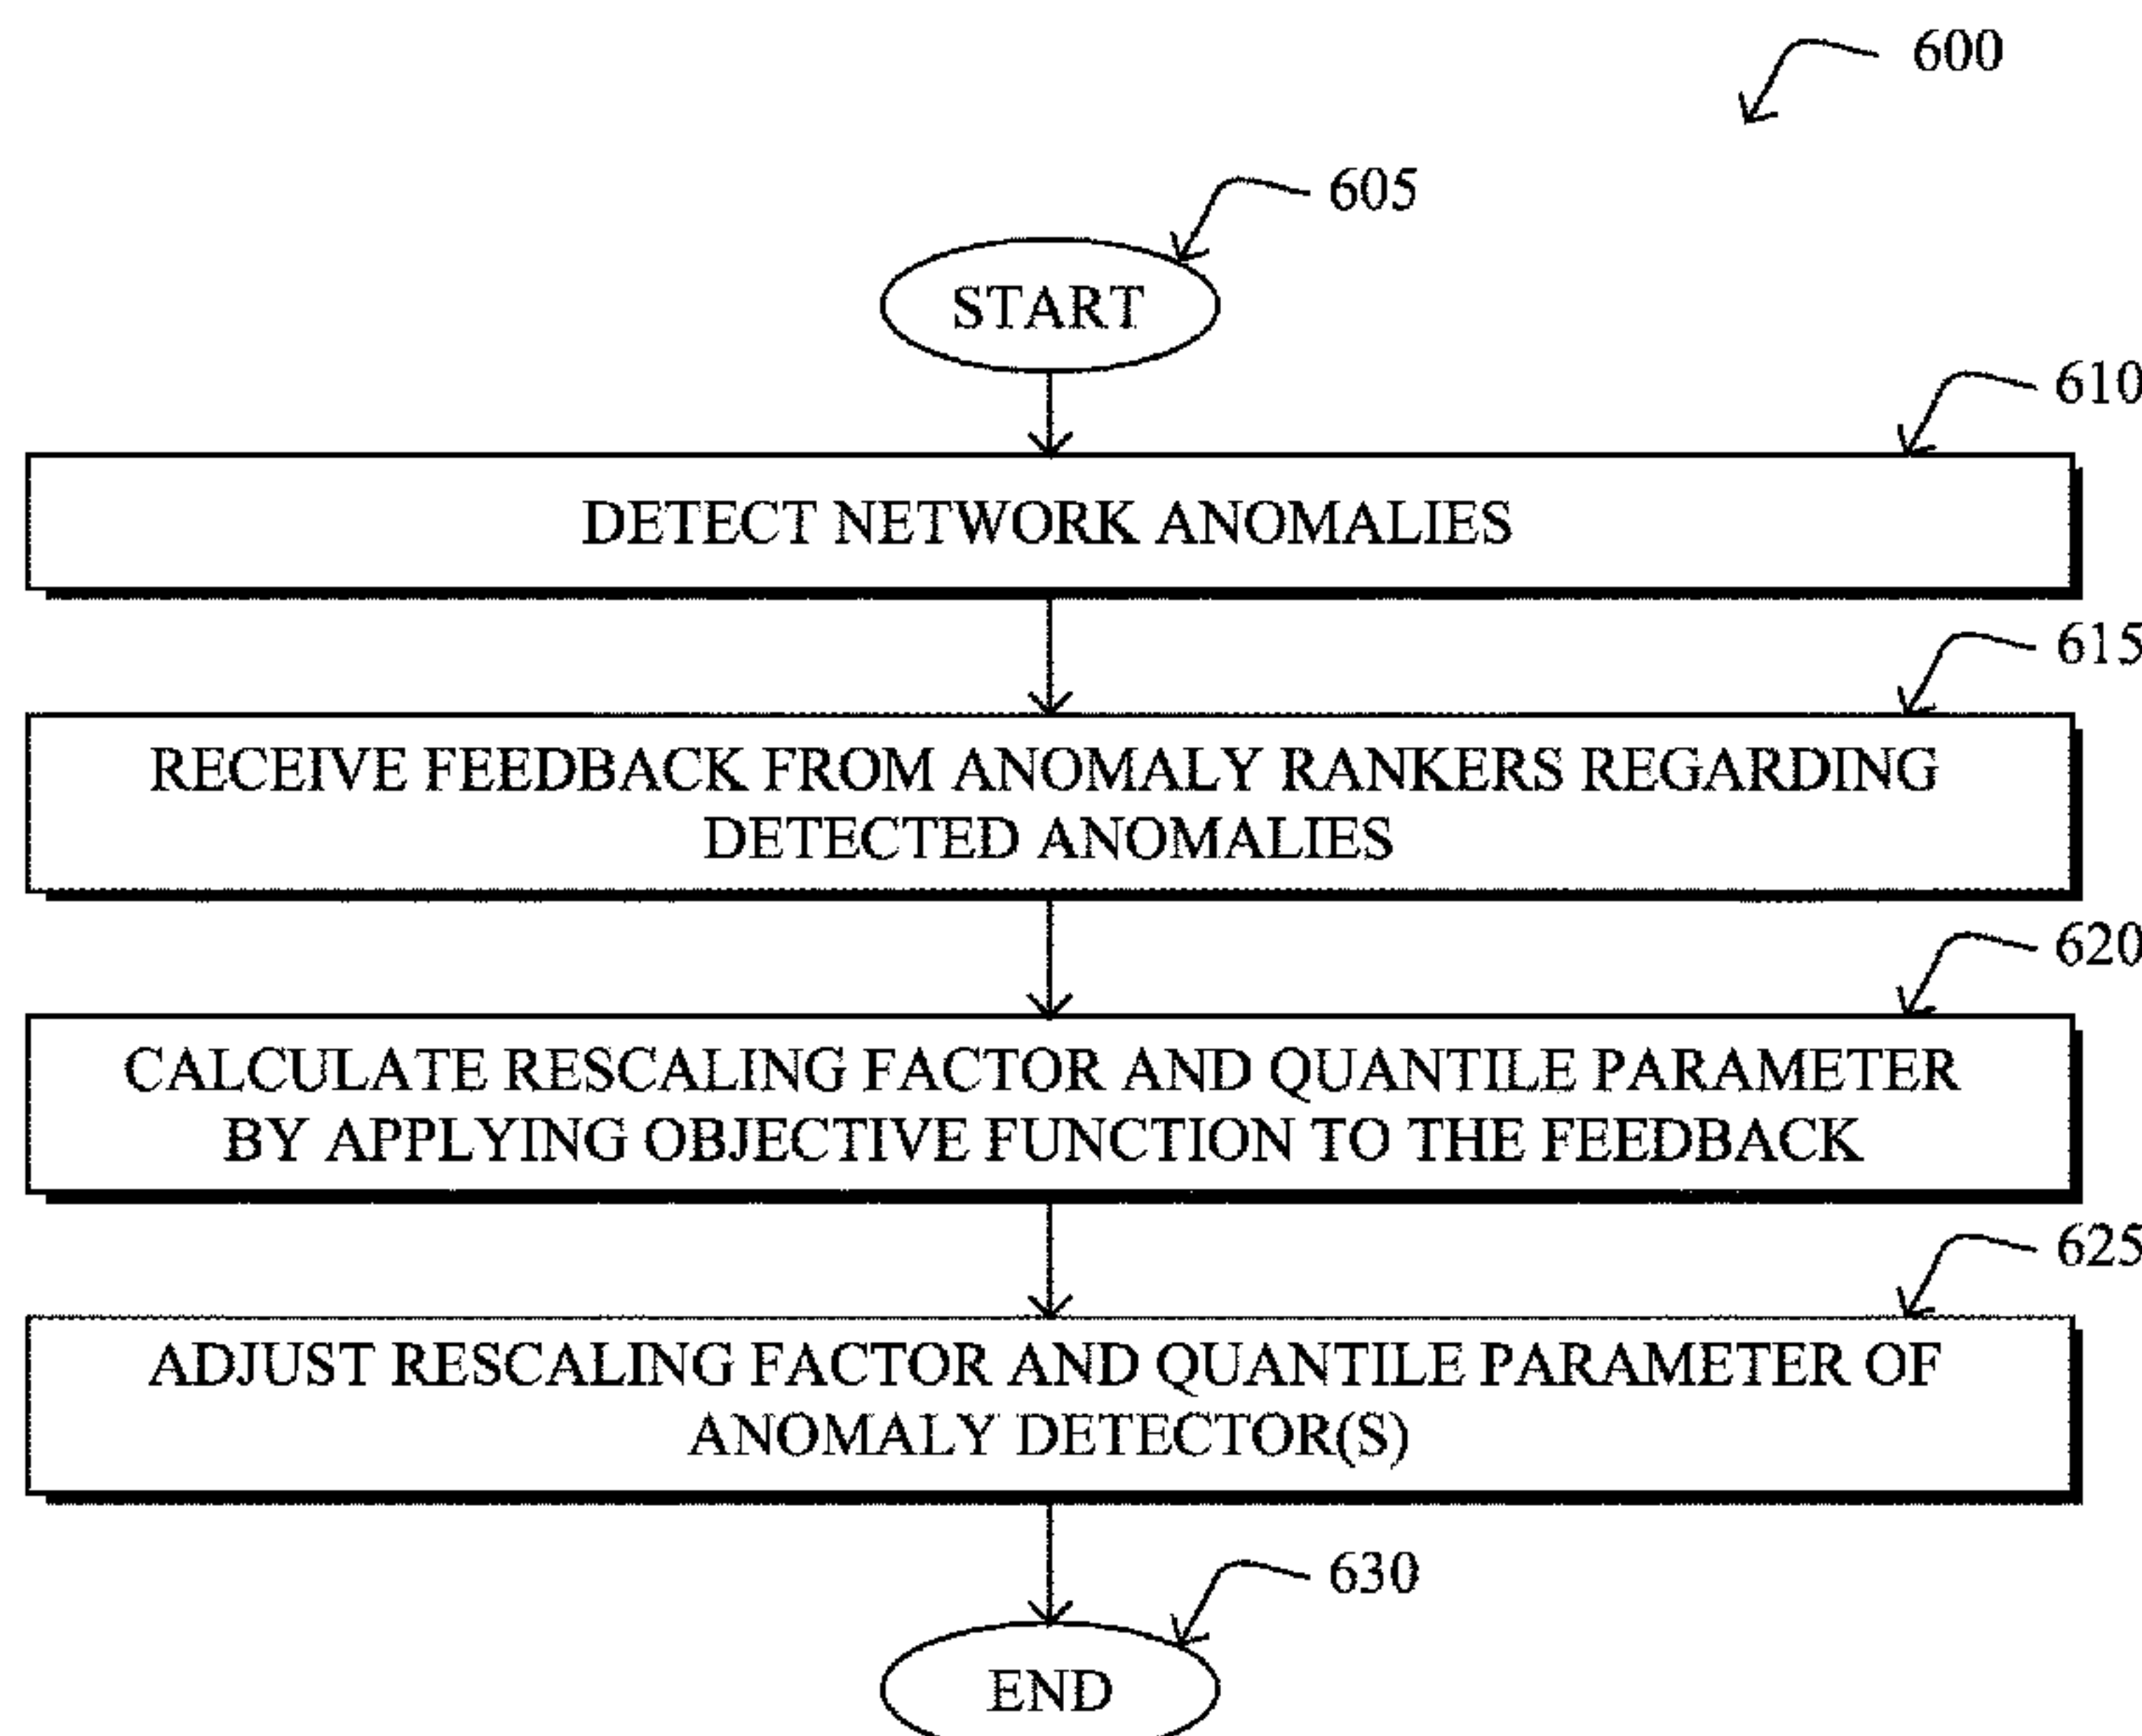 600
605
START
610
DETECT NETWORK ANOMALIES
615
RECEIVE FEEDBACK FROM ANOMALY RANKERS REGARDING
DETECTED ANOMALIES
620
CALCULATE RESCALING FACTOR AND QUANTILE PARAMETER
BY APPLYING OBJECTIVE FUNCTION TO THE FEEDBACK
625
ADJUST RESCALING FACTOR AND QUANTILE PARAMETER OF
ANOMALY DETECTOR(S)
630
END